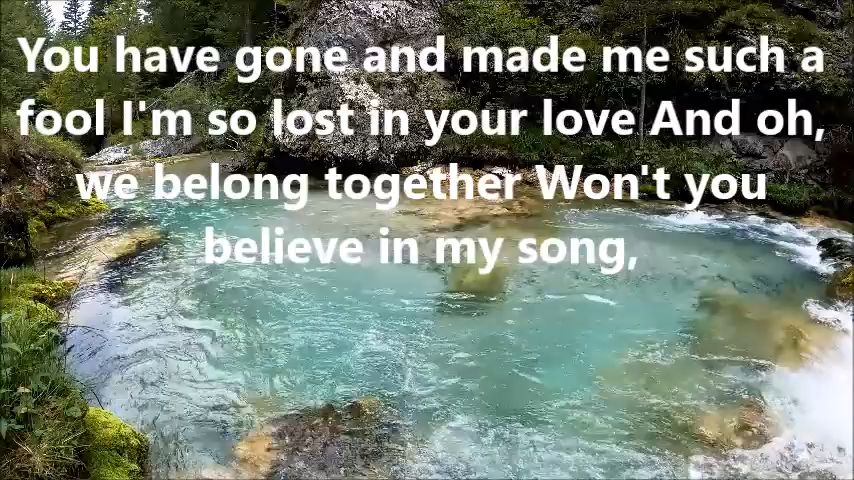 You have gone and made me such a
fool I'm so lost in your love And oh,
we belong together Won't you
believe in my song,